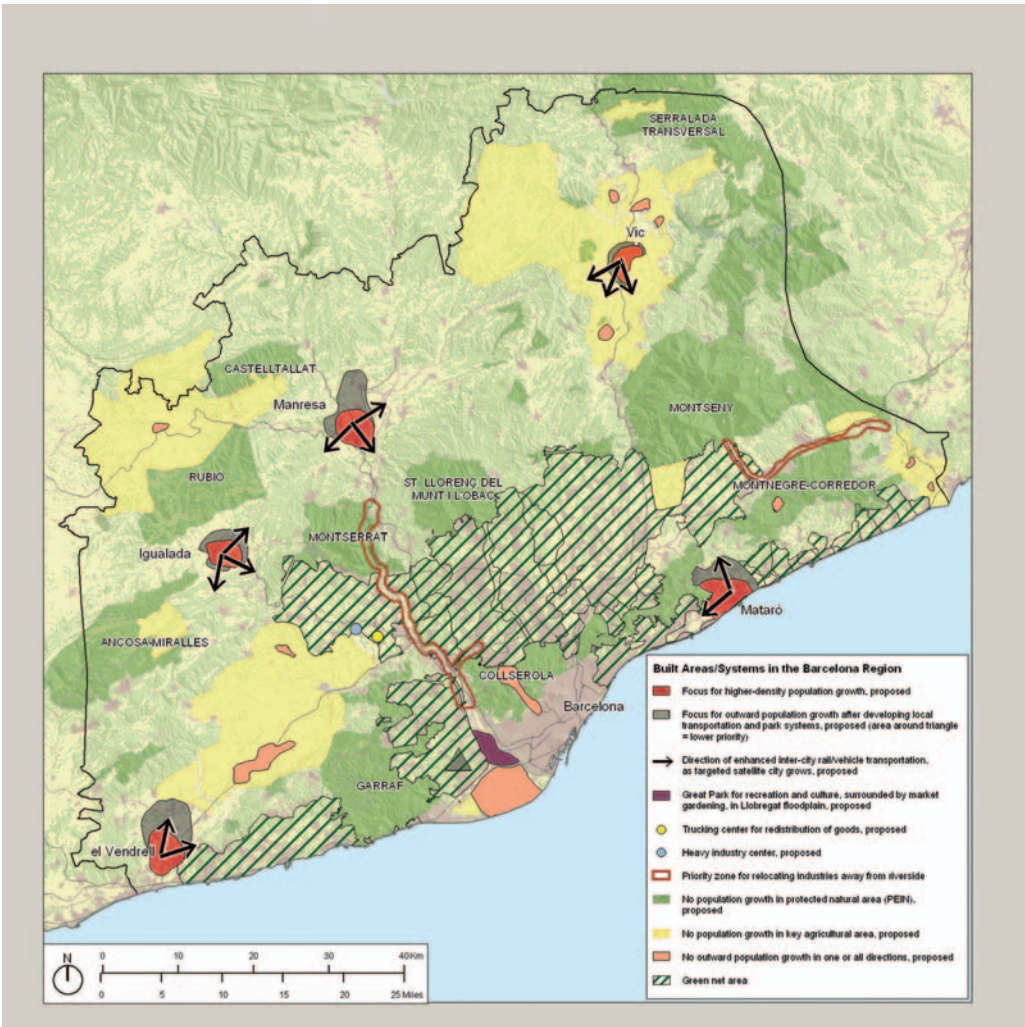 SERRALADA
TRANSVERSAL
Vic
CASTELLTALLAT
Manresa
MONTSENY
RUBIO
ST. LLORENÇ DEL
MUNT I L'OBAC
MONTNEGRE-CORREDOR
MONTSERRAT
Igualada
Mataró
ANCOSA-MIRALLES
COLLSEROLA
Barcelona
GARRAF
el Vendrell
Built Areas/Systems in the Barcelona Region
Focus for higher-density population growth, proposed
Focus for outward population growth after developing local
transportation and park systems, proposed (area around triangle
= lower priority)
Direction of enhanced inter-city rail/vehicle transportation,
as targeted satellite city grows, proposed
Great Park for recreation and culture, surrounded by market
gardening, in Llobregat floodplain, proposed
Trucking center for redistribution of goods, proposed
Heavy industry center, proposed
Priority zone for relocating industries away from riverside
No population growth in protected natural area (PEIN),
proposed
No population growth in key agricultural area, proposed
No outward population growth in one or all directions, proposed
Green net area
N
0 10 20 30 40Km
0 5 10 15 20 25 Miles